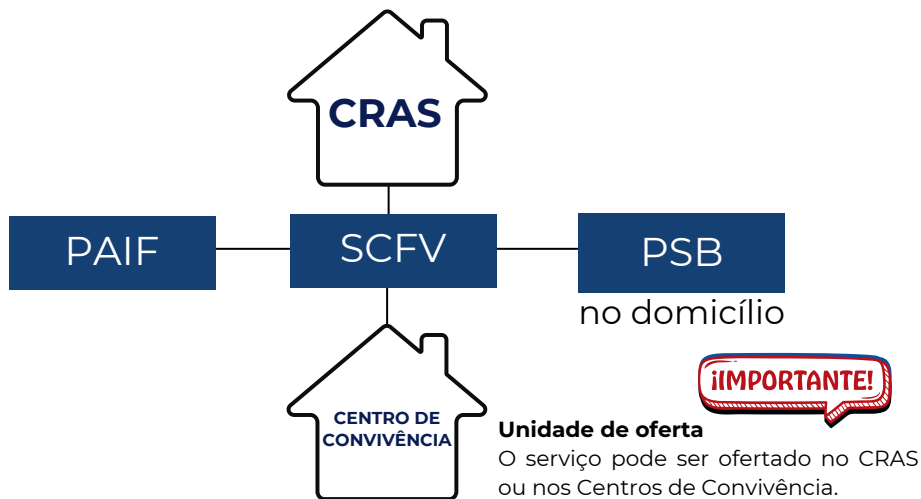 CRAS
PAIF
SCFV
PSB
no domicílio
CENTRO DE
CONVIVÊNCIA
¡IMPORTANTE!
Unidade de oferta
O serviço pode ser ofertado no CRAS
ou nos Centros de Convivência.